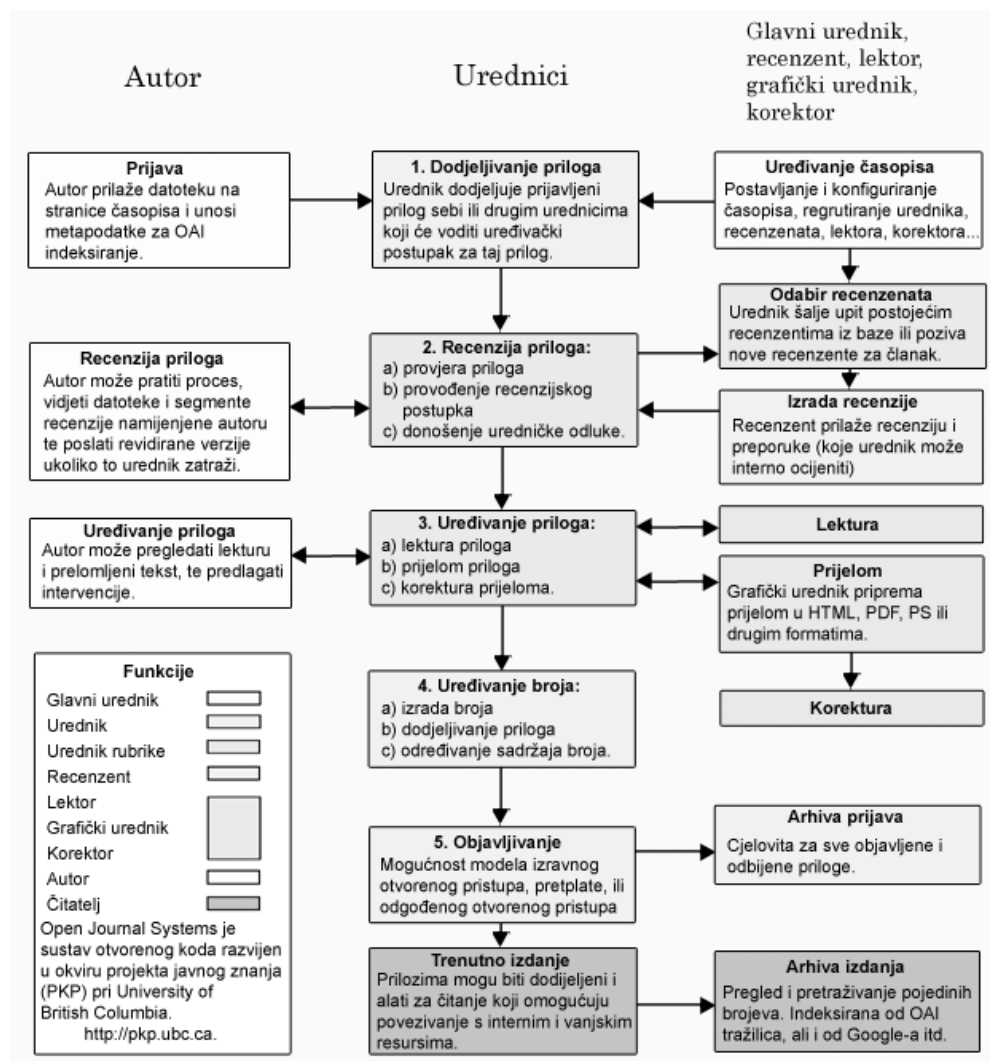 Autor
Urednici
Glavni urednik,
recenzent, lektor,
grafički urednik,
korektor
Prijava
Autor prilaže datoteku na
stranice časopisa i unosi
metapodatke za OAI
indeksiranje.
1. Dodjeljivanje priloga
Urednik dodjeljuje prijavljeni
prilog sebi ili drugim urednicima
koji će voditi uređivački
postupak za taj prilog.
Uređivanje časopisa
Postavljanje i konfiguriranje
časopisa, regrutiranje urednika,
recenzenata, lektora, korektora...
Odabir recenzenata
Urednik šalje upit postojećim
recenzentima iz baze ili poziva
nove recenzente za članak.
Recenzija priloga
Autor može pratiti proces,
vidjeti datoteke i segmente
recenzije namijenjene autoru
te poslati revidirane verzije
ukoliko to urednik zatraži.
2. Recenzija priloga:
a) provjera priloga
b) provođenje recenzijskog
postupka
c) donošenje uredničke odluke.
Izrada recenzije
Recenzent prilaže recenziju i
preporuke (koje urednik može
interno ocijeniti)
Uređivanje priloga
Autor može pregledati lekturu
i prelomljeni tekst, te predlagati
intervencije.
3. Uređivanje priloga:
a) lektura priloga
b) prijelom priloga
c) korektura prijeloma.
Lektura
Prijelom
Grafički urednik priprema
prijelom u HTML, PDF, PS ili
drugim formatima.
Korektura
4. Uređivanje broja:
a) izrada broja
b) dodjeljivanje priloga
c) određivanje sadržaja broja.
Funkcije
Glavni urednik
Urednik
Urednik rubrike
Recenzent
Lektor
Grafički urednik
Korektor
Autor
Čitatelj
Open Journal Systems je
sustav otvorenog koda razvijen
u okviru projekta javnog znanja
(PKP) pri University of
British Columbia.
http://pkp.ubc.ca.
5. Objavljivanje
Mogućnost modela izravnog
otvorenog pristupa, pretplate, ili
odgođenog otvorenog pristupa
Arhiva prijava
Cjelovita za sve objavljene i
odbijene priloge.
Trenutno izdanje
Prilozima mogu biti dodijeljeni i
alati za čitanje koji omogućuju
povezivanje s internim i vanjskim
resursima.
Arhiva izdanja
Pregled i pretraživanje pojedinih
brojeva. Indeksirana od OAI
tražilica, ali i od Google-a itd.